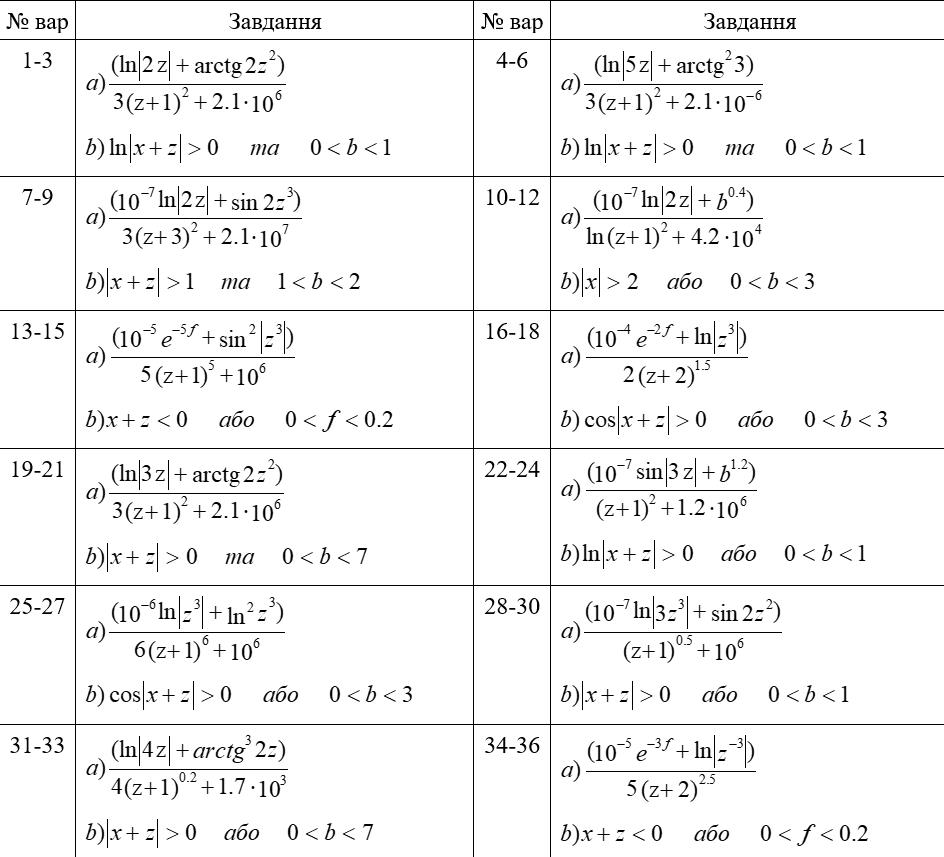 № вар Завдання № вар Завдання
1-3 a) (ln|2z| + arctg2z²) / 3(z+1)² + 2.1·10⁶
b) ln|x + z| > 0 та 0 < b < 1
4-6 a) (ln|5z| + arctg²3) / 3(z+1)² + 2.1·10⁻⁶
b) ln|x + z| > 0 та 0 < b < 1
7-9 a) (10⁻⁷ ln|2z| + sin 2z³) / 3(z+3)² + 2.1·10⁷
b)|x + z| > 1 та 1 < b < 2
10-12 a) (10⁻⁷ ln|2z| + b^0.4) / ln(z+1)² + 4.2·10⁴
b)|x| > 2 або 0 < b < 3
13-15 a) (10⁻⁵ e^−5f + sin²|z³|) / 5(z+1)⁵ + 10⁶
b)x + z < 0 або 0 < f < 0.2
16-18 a) (10⁻⁴ e^−2f + ln|z³|) / 2(z+2)^1.5
b) cos|x + z| > 0 або 0 < b < 3
19-21 a) (ln|3z| + arctg2z²) / 3(z+1)² + 2.1·10⁶
b)|x + z| > 0 та 0 < b < 7
22-24 a) (10⁻⁷ sin|3z| + b^1.2) / (z+1)² + 1.2·10⁶
b) ln|x + z| > 0 або 0 < b < 1
25-27 a) (10⁻⁶ ln|z³| + ln² z³) / 6(z+1)⁶ + 10⁶
b) cos|x + z| > 0 або 0 < b < 3
28-30 a) (10⁻⁷ ln|3z³| + sin 2z²) / (z+1)^0.5 + 10⁶
b)|x + z| > 0 або 0 < b < 1
31-33 a) (ln|4z| + arctg³ 2z) / 4(z+1)^0.2 + 1.7·10³
b)|x + z| > 0 або 0 < b < 7
34-36 a) (10⁻⁵ e^−3f + ln|z⁻³|) / 5(z+2)^2.5
b)x + z < 0 або 0 < f < 0.2